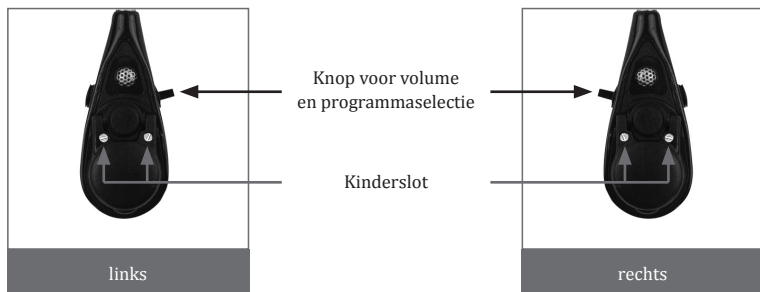 Knop voor volume
en programmaselectie
Kinderslot
links
rechts